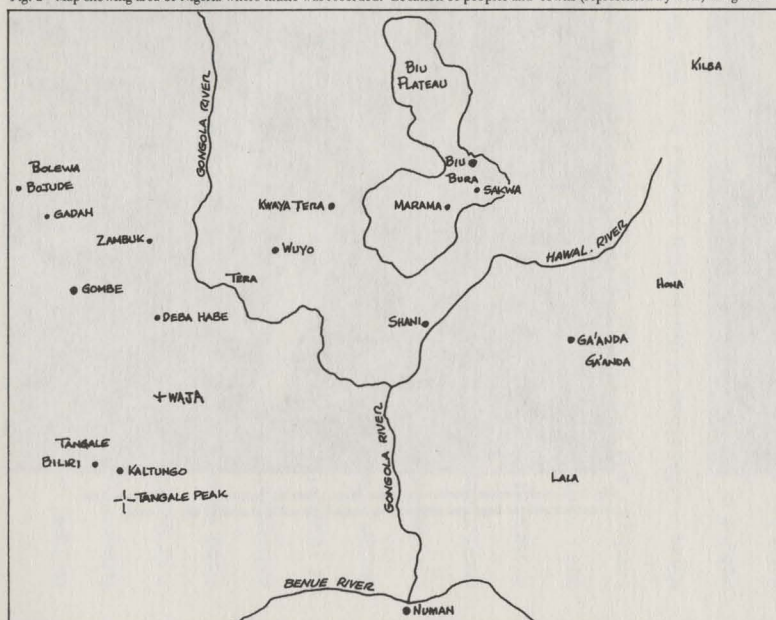 KILBA
BIU
PLATEAU
GONGOLA RIVER
BIU
BURA
SAKWA
BOLEWA
BOJUDE
GADAH
KWAYA TERA
MARAMA
ZAMBUK
WUYO
HAWAL. RIVER
TERA
HONA
GOMBE
DEBA HABE
SHANI
GA'ANDA
GA'ANDA
WAJA
TANGALE
BILIRI
KALTUNGO
GONGOLA RIVER
LALA
TANGALE PEAK
BENUE RIVER
NUMAN